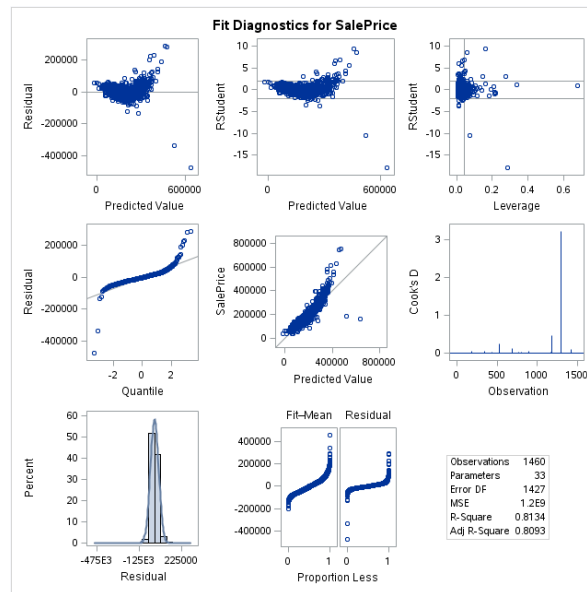 Fit Diagnostics for SalePrice
200000
0
-200000
-400000
Residual
0
600000
Predicted Value
10
5
0
-5
-10
-15
RStudent
0
600000
Predicted Value
10
5
0
-5
-10
-15
RStudent
0.0
0.2
0.4
0.6
Leverage
200000
0
-200000
-400000
Residual
-2
0
2
Quantile
800000
600000
400000
200000
0
SalePrice
0
400000
800000
Predicted Value
3
2
1
0
Cook's D
0
500
1000
1500
Observation
60
50
40
30
20
10
0
Percent
-475E3
-125E3
225000
Residual
Fit–Mean
Residual
400000
200000
0
-200000
-400000
0
1
0
1
Proportion Less
Observations 1460
Parameters 33
Error DF 1427
MSE 1.2E9
R-Square 0.8134
Adj R-Square 0.8093